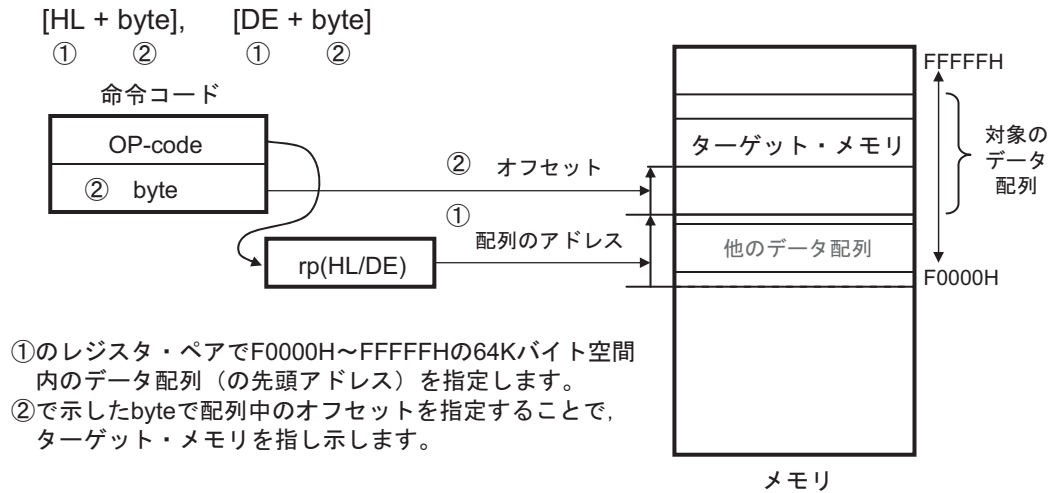 [HL + byte], [DE + byte]
① ② ① ②
命令コード
OP-code
② byte
rp(HL/DE)
② オフセット
①
配列のアドレス
FFFFFH
ターゲット・メモリ
対象の
データ
配列
他のデータ配列
F0000H
メモリ
①のレジスタ・ペアでF0000H～FFFFFHの64Kバイト空間
内のデータ配列（の先頭アドレス）を指定します。
②で示したbyteで配列中のオフセットを指定することで，
ターゲット・メモリを指し示します。